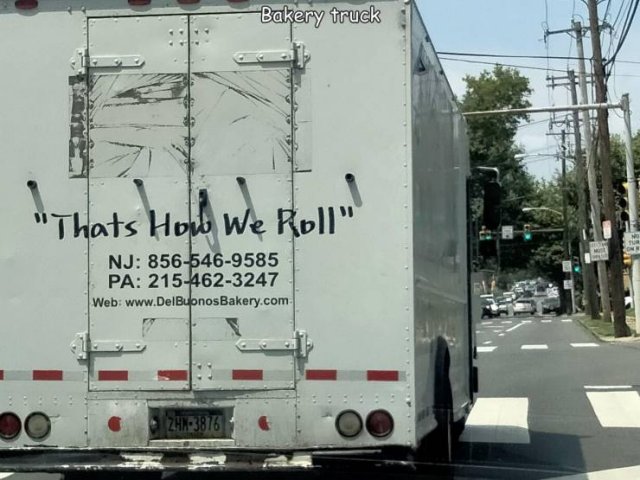 Bakery truck
"Thats How We Roll"
NJ: 856-546-9585
PA: 215-462-3247
Web: www.DelBuonosBakery.com
ZHM-3876